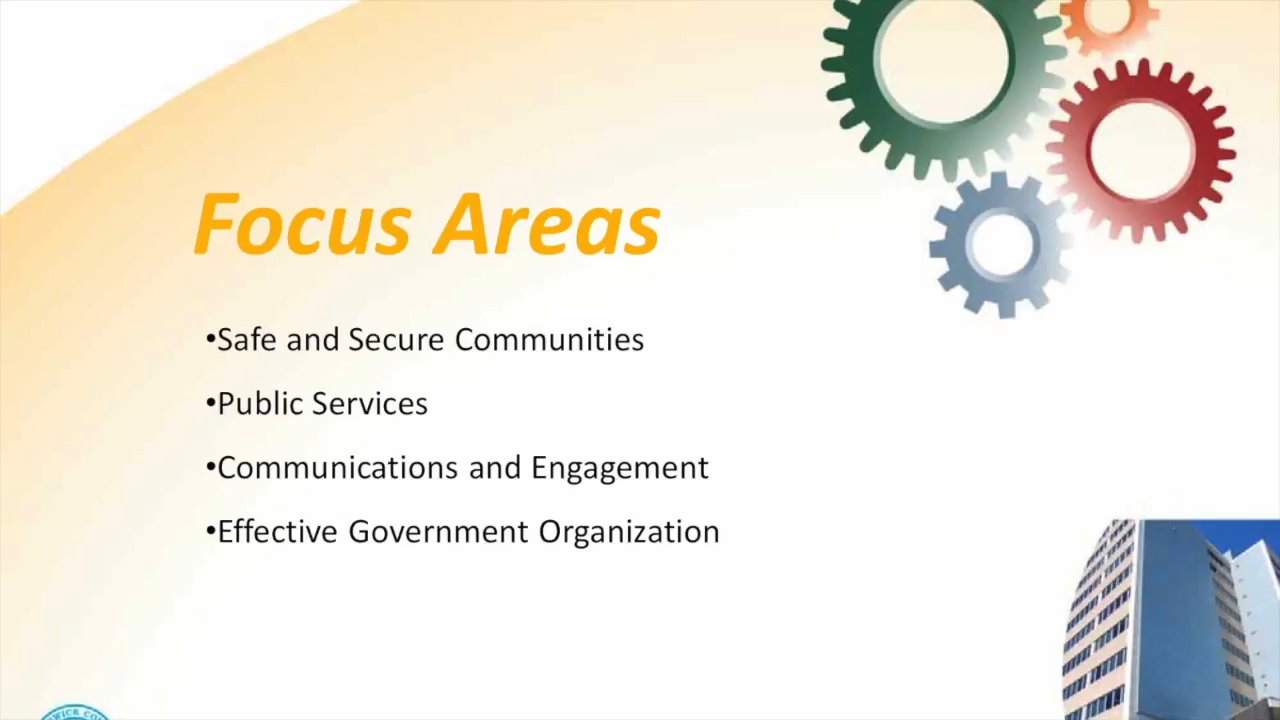 Focus Areas
•Safe and Secure Communities
•Public Services
•Communications and Engagement
•Effective Government Organization